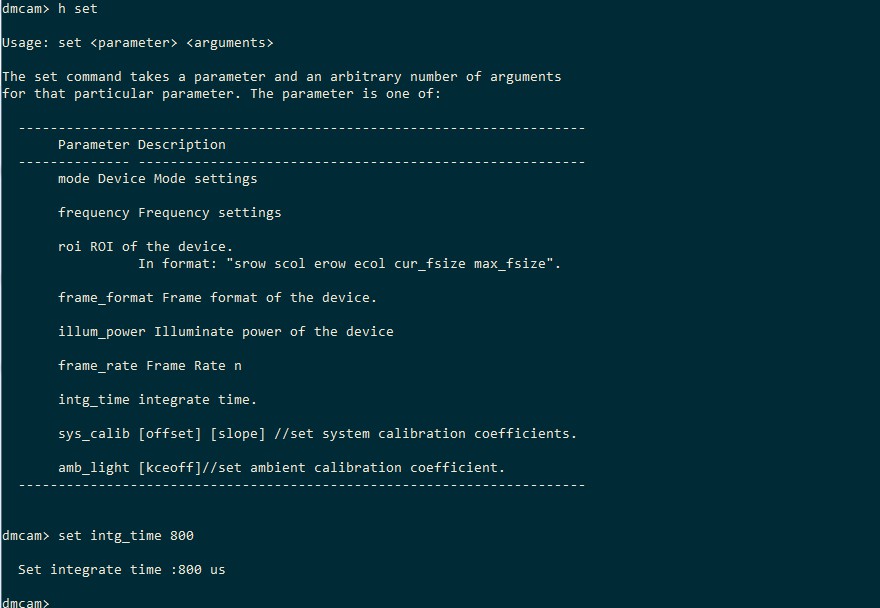 dmcam> h set
Usage: set <parameter> <arguments>
The set command takes a parameter and an arbitrary number of arguments
for that particular parameter. The parameter is one of:
-----------------------------------------------------------------------
Parameter Description
-------------- --------------------------------------------------------
mode Device Mode settings
frequency Frequency settings
roi ROI of the device.
In format: "srow scol erow ecol cur_fsize max_fsize".
frame_format Frame format of the device.
illum_power Illuminate power of the device
frame_rate Frame Rate n
intg_time integrate time.
sys_calib [offset] [slope] //set system calibration coefficients.
amb_light [kceoff]//set ambient calibration coefficient.
-----------------------------------------------------------------------
dmcam> set intg_time 800
Set integrate time :800 us
dmcam>